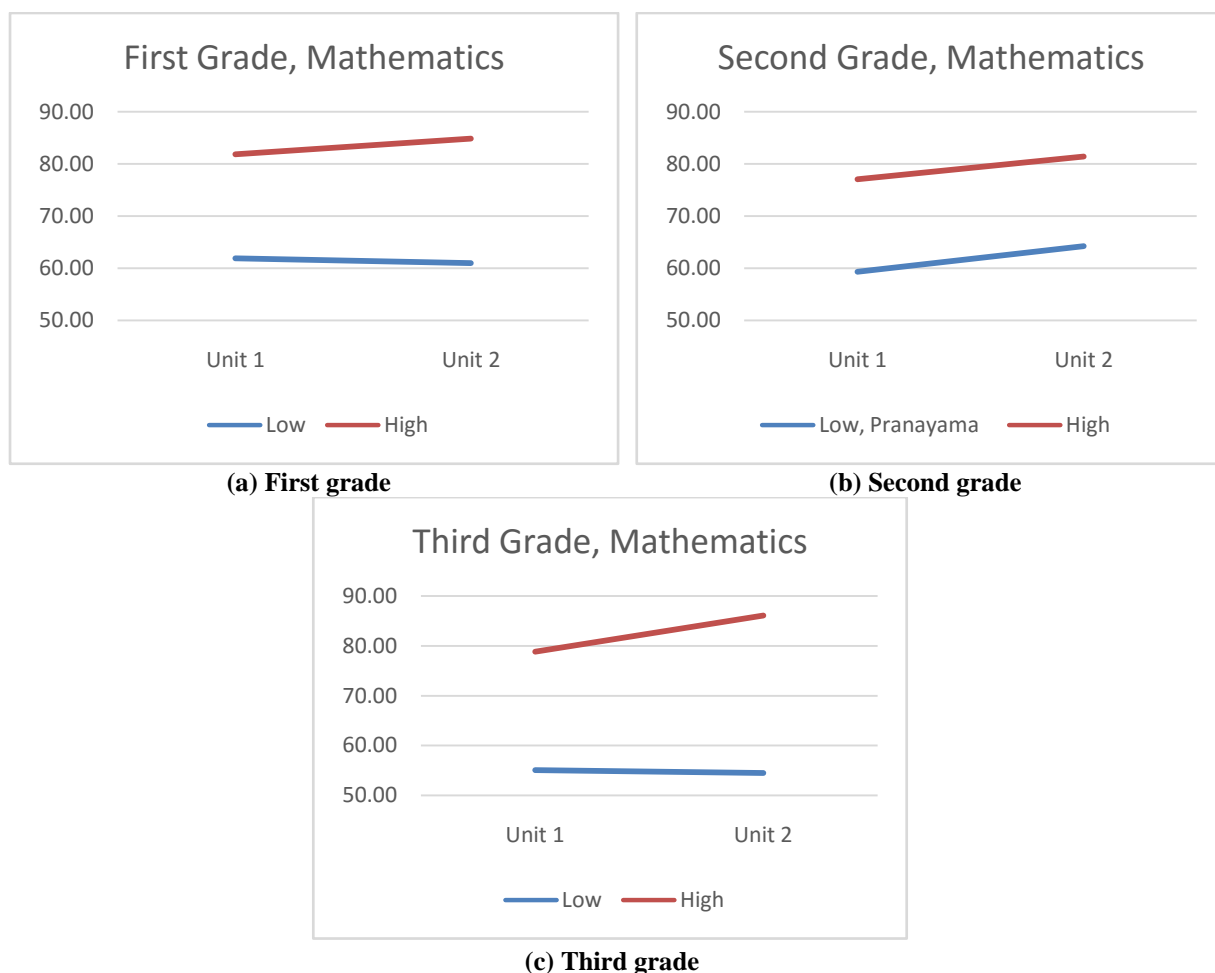 First Grade, Mathematics
90.00
80.00
70.00
60.00
50.00
Unit 1 Unit 2
Low High
(a) First grade
Second Grade, Mathematics
90.00
80.00
70.00
60.00
50.00
Unit 1 Unit 2
Low, Pranayama High
(b) Second grade
Third Grade, Mathematics
90.00
80.00
70.00
60.00
50.00
Unit 1 Unit 2
Low High
(c) Third grade